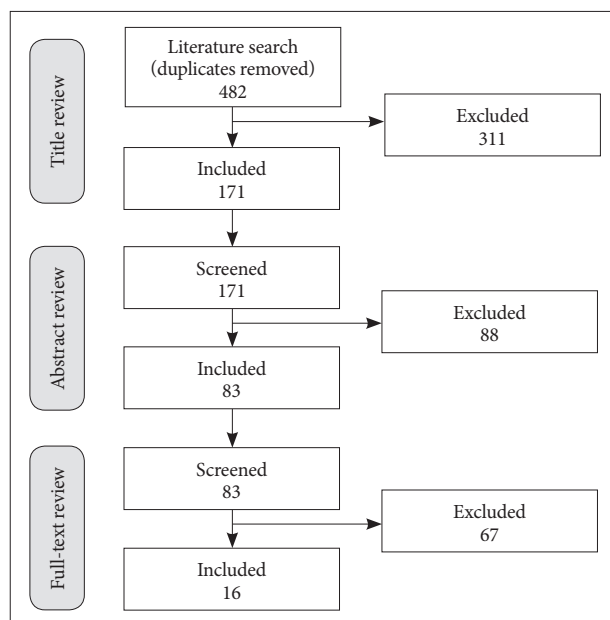 Title review
Literature search
(duplicates removed)
482
Excluded
311
Included
171
Abstract review
Screened
171
Excluded
88
Included
83
Full-text review
Screened
83
Excluded
67
Included
16